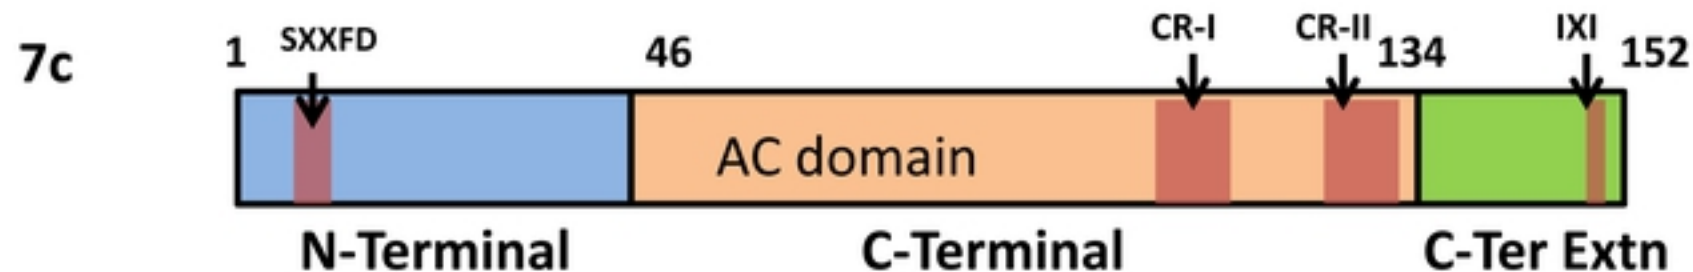 7c
1 SXXFD 46 CR-I CR-II 134 IXI 152
AC domain
N-Terminal C-Terminal C-Ter Extn